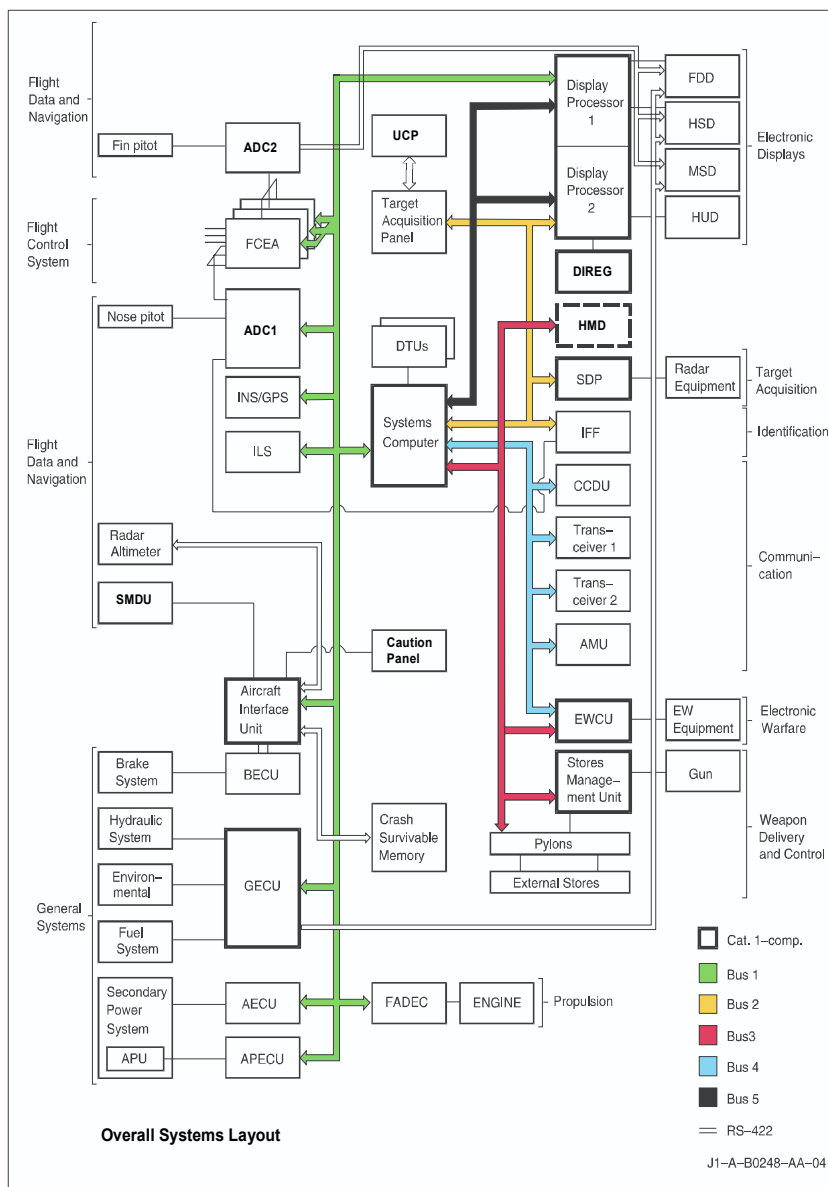 Flight
Data and
Navigation
Fin pitot
ADC2
UCP
Display
Processor
1
Display
Processor
2
FDD
HSD
MSD
HUD
Electronic
Displays
Flight
Control
System
FCEA
Target
Acquisition
Panel
DIREG
Nose pitot
ADC1
HMD
DTUs
SDP
Radar
Equipment
Target
Acquisition
INS/GPS
Systems
Computer
IFF
Identification
ILS
Flight
Data and
Navigation
CCDU
Trans–
ceiver 1
Trans–
ceiver 2
AMU
Communi–
cation
Radar
Altimeter
SMDU
Caution
Panel
Aircraft
Interface
Unit
EWCU
EW
Equipment
Electronic
Warfare
Brake
System
BECU
Stores
Manage–
ment Unit
Gun
Hydraulic
System
Crash
Survivable
Memory
Pylons
External Stores
Weapon
Delivery
and Control
Environ–
mental
GECU
General
Systems
Fuel
System
Secondary
Power
System
APU
AECU
APECU
FADEC
ENGINE
Propulsion
Cat. 1–comp.
Bus 1
Bus 2
Bus3
Bus 4
Bus 5
RS–422
Overall Systems Layout
J1–A–B0248–AA–04